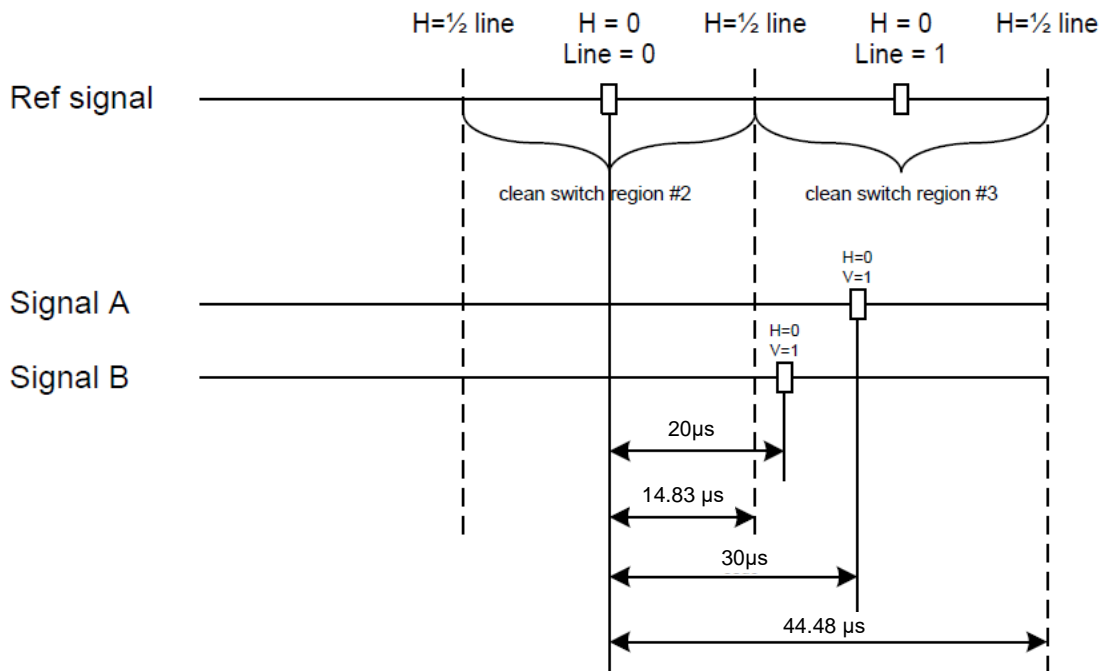 H=½ line H = 0 H=½ line H = 0 H=½ line
Line = 0 Line = 1
Ref signal
clean switch region #2 clean switch region #3
H=0
V=1
Signal A
H=0
V=1
Signal B
20µs
14.83 µs
30µs
44.48 µs